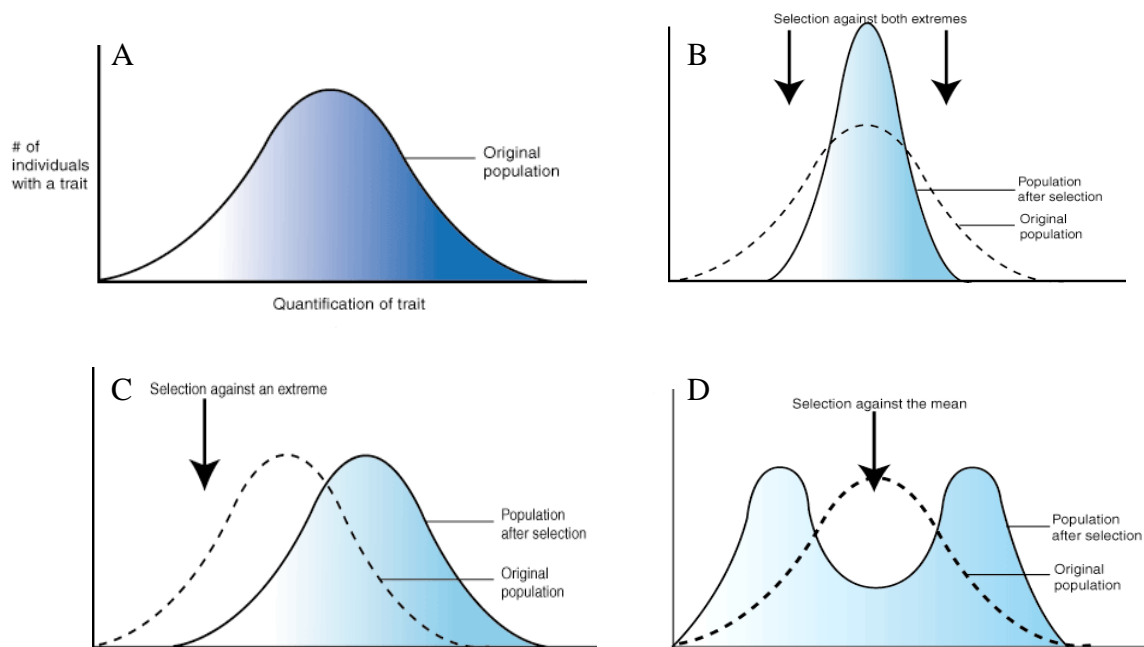 A
# of
individuals
with a trait
Original
population
Quantification of trait
Selection against both extremes
B
Population
after selection
Original
population
C
Selection against an extreme
Population
after selection
Original
population
D
Selection against the mean
Population
after selection
Original
population